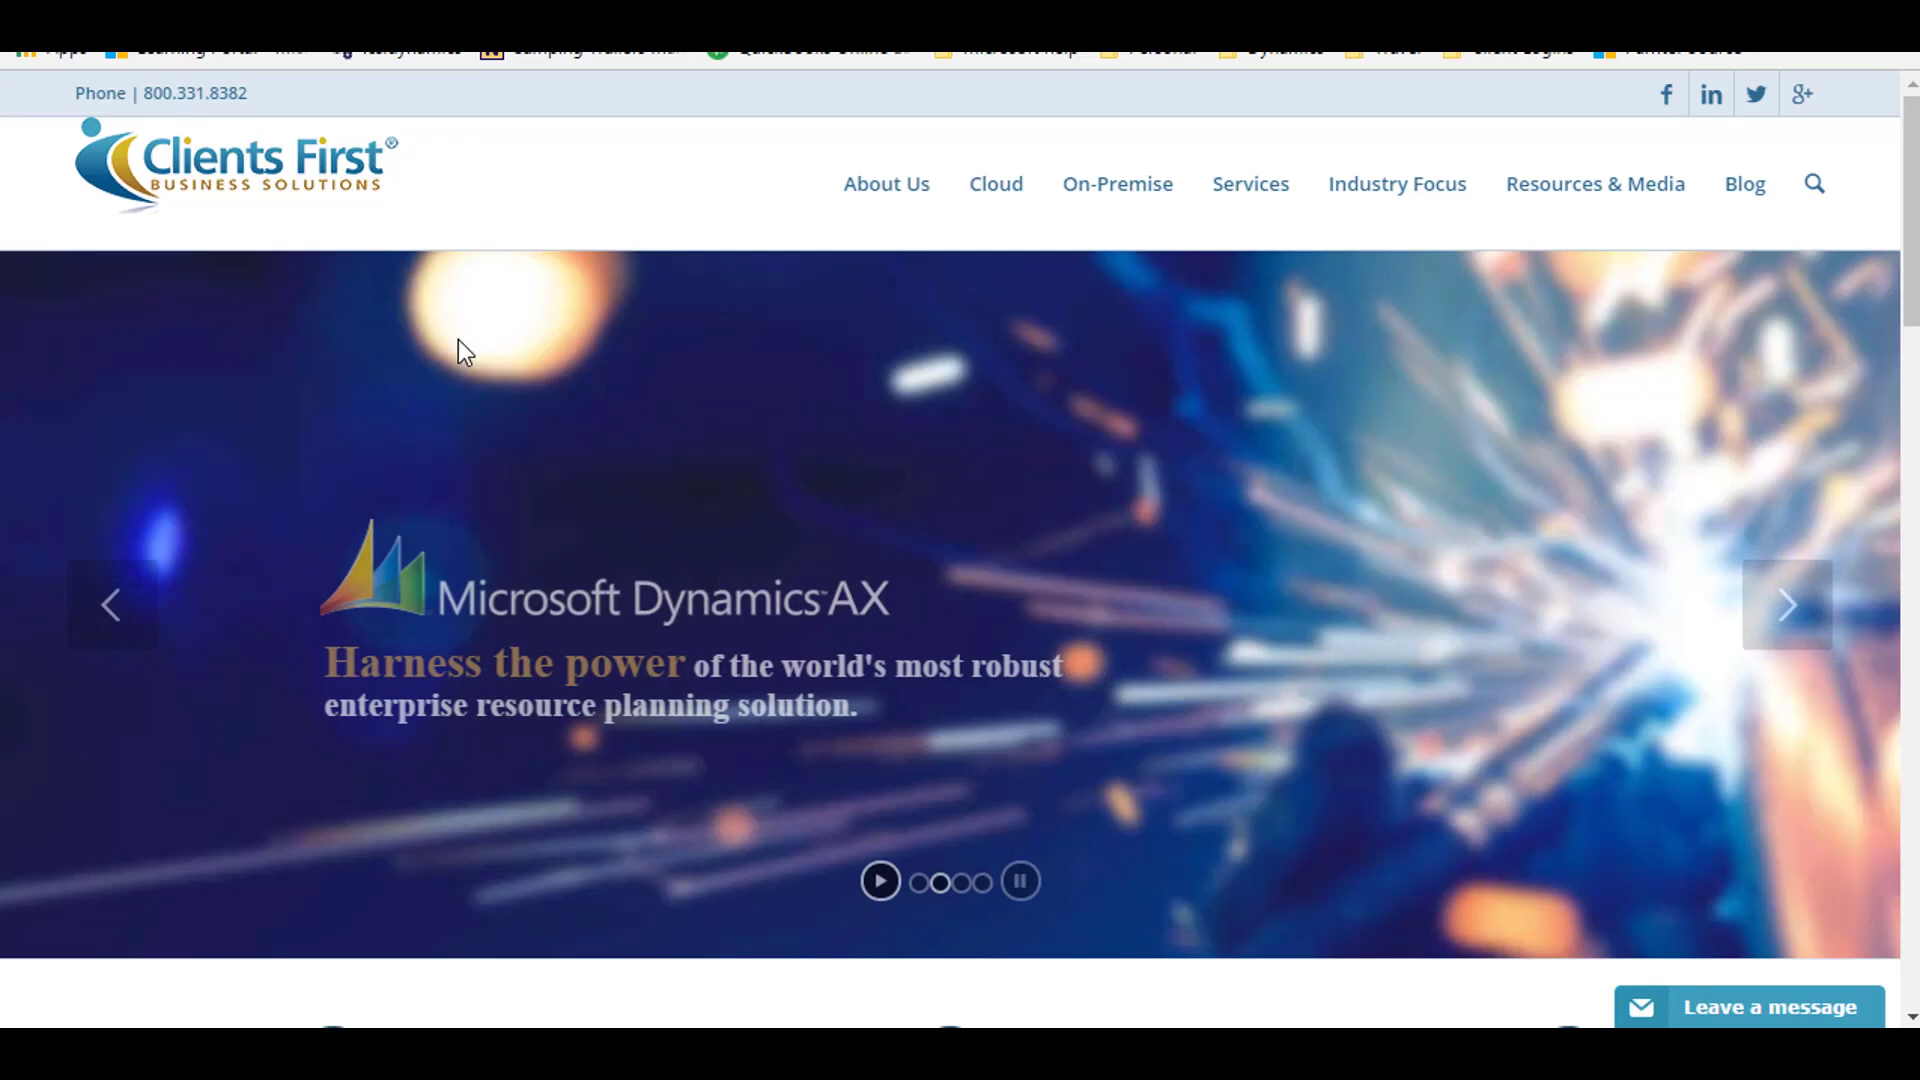 Phone | 800.331.8382
Clients First®
BUSINESS SOLUTIONS
About Us Cloud On-Premise Services Industry Focus Resources & Media Blog
Microsoft Dynamics AX
Harness the power of the world's most robust
enterprise resource planning solution.
Leave a message